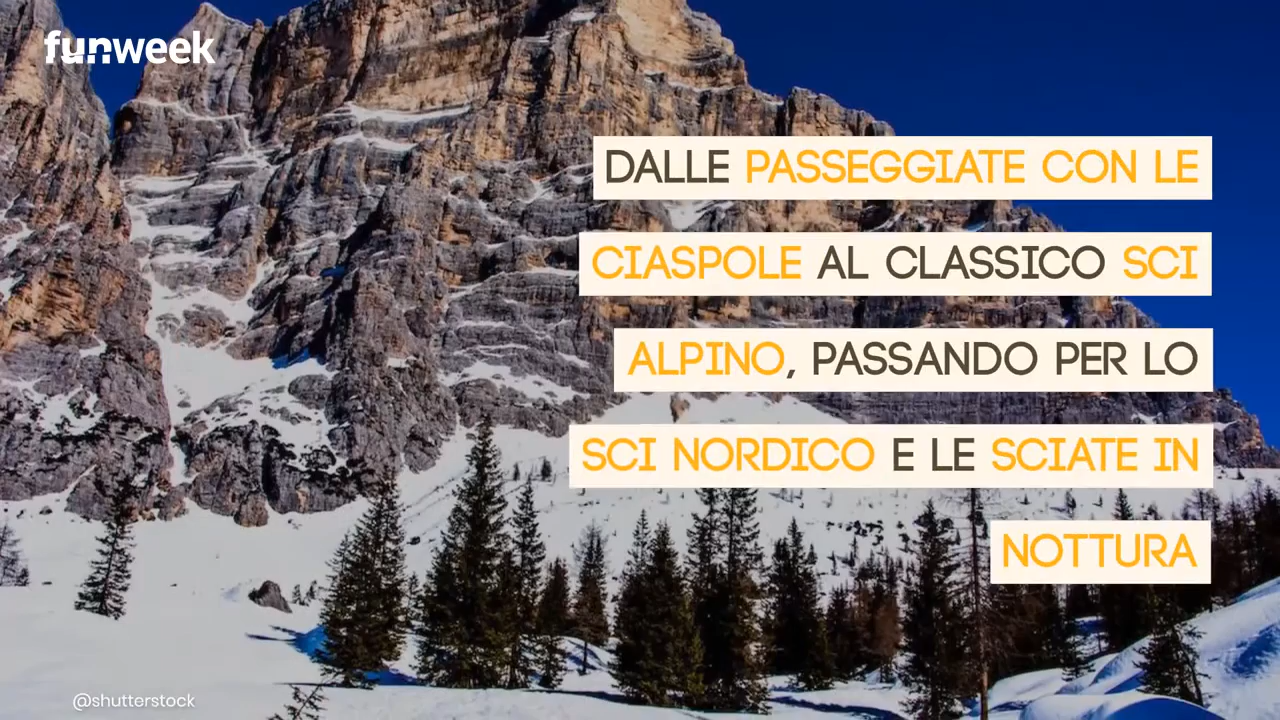 funweek
DALLE PASSEGGIATE CON LE
CIASPOLE AL CLASSICO SCI
ALPINO, PASSANDO PER LO
SCI NORDICO E LE SCIATE IN
NOTTURA
@shutterstock